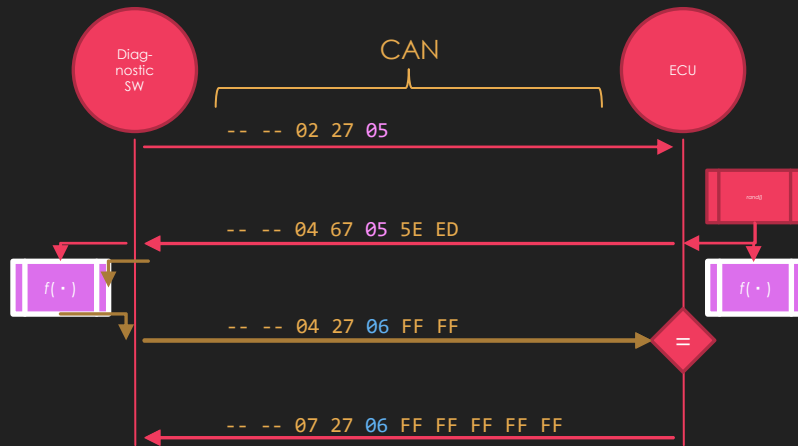 Diag-
nostic
SW
CAN
ECU
-- -- 02 27 05
rand()
-- -- 04 67 05 5E ED
f( · )
f( · )
-- -- 04 27 06 FF FF
=
-- -- 07 27 06 FF FF FF FF FF